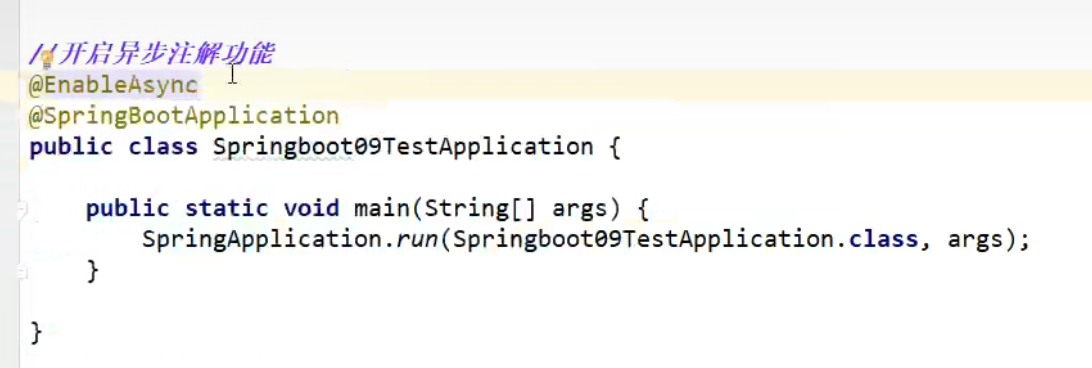 //开启异步注解功能
@EnableAsync
@SpringBootApplication
public class Springboot09TestApplication {
public static void main(String[] args) {
SpringApplication.run(Springboot09TestApplication.class, args);
}
}